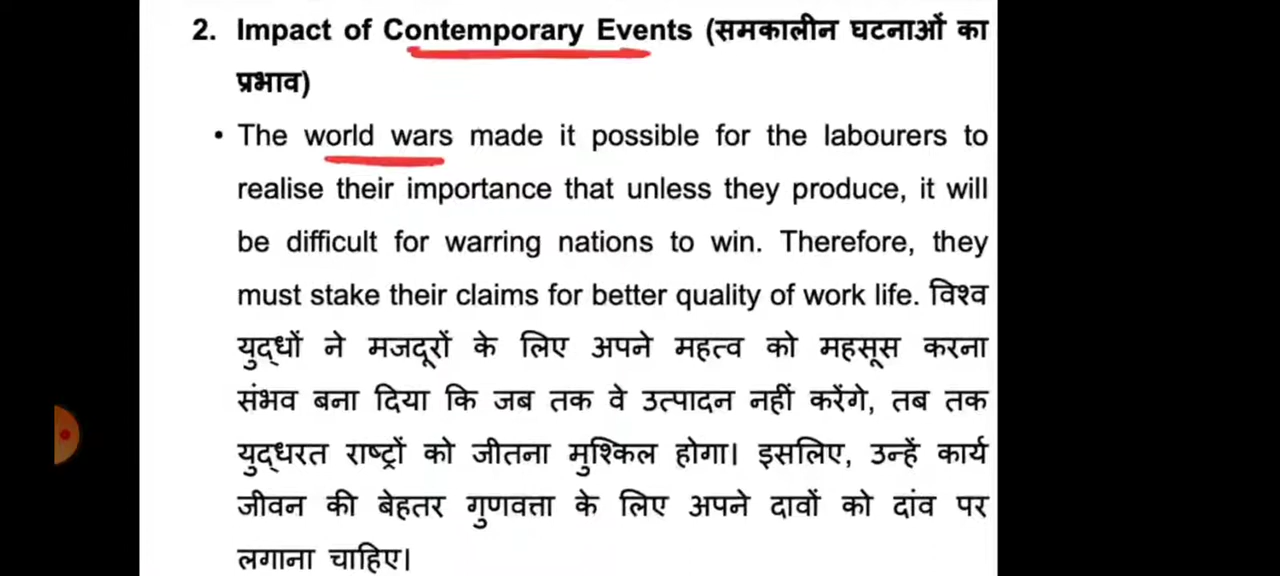 2. Impact of Contemporary Events (समकालीन घटनाओं का
प्रभाव)
• The world wars made it possible for the labourers to
realise their importance that unless they produce, it will
be difficult for warring nations to win. Therefore, they
must stake their claims for better quality of work life. विश्व
युद्धों ने मजदूरों के लिए अपने महत्व को महसूस करना
संभव बना दिया कि जब तक वे उत्पादन नहीं करेंगे, तब तक
युद्धरत राष्ट्रों को जीतना मुश्किल होगा। इसलिए, उन्हें कार्य
जीवन की बेहतर गुणवत्ता के लिए अपने दावों को दांव पर
लगाना चाहिए।